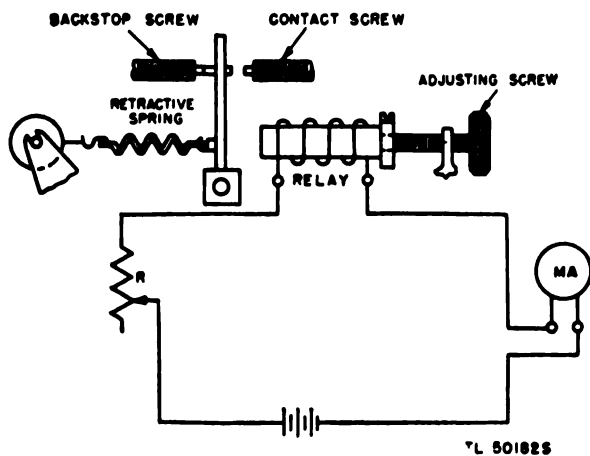 BACKSTOP SCREW
CONTACT SCREW
ADJUSTING SCREW
RETRACTIVE
SPRING
RELAY
R
MA
TL 50182S